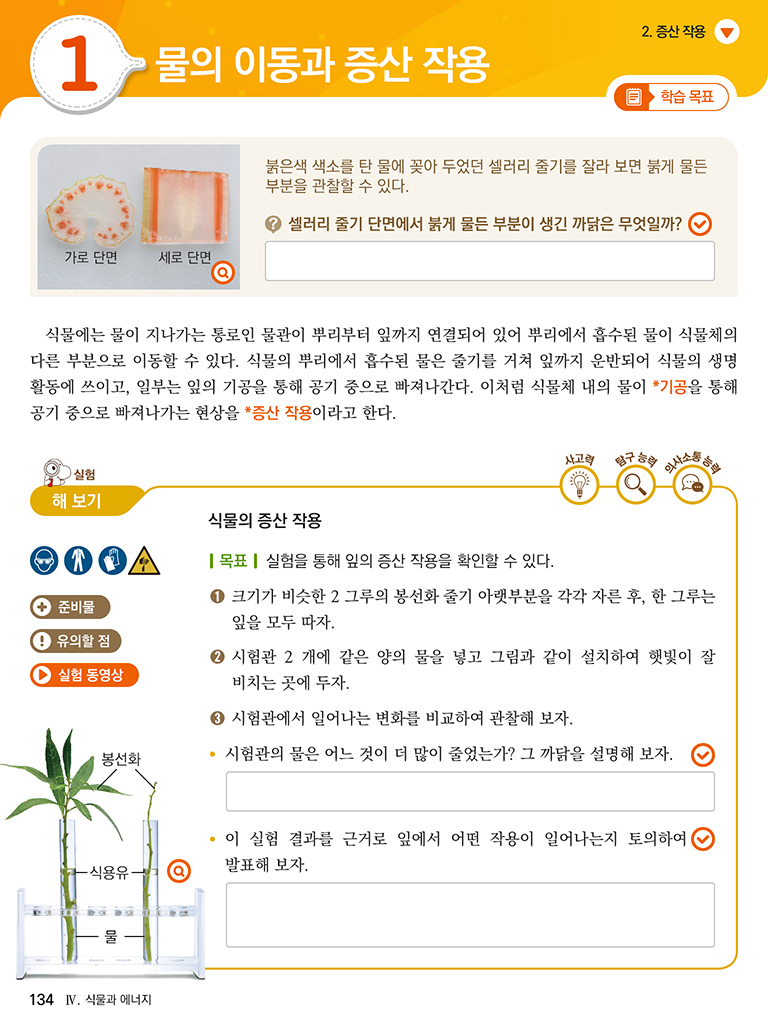 2. 증산 작용
1 물의 이동과 증산 작용
학습 목표
붉은색 색소를 탄 물에 꽂아 두었던 셀러리 줄기를 잘라 보면 붉게 물든
부분을 관찰할 수 있다.
? 셀러리 줄기 단면에서 붉게 물든 부분이 생긴 까닭은 무엇일까?
가로 단면
세로 단면
식물에는 물이 지나가는 통로인 물관이 뿌리부터 잎까지 연결되어 있어 뿌리에서 흡수된 물이 식물체의
다른 부분으로 이동할 수 있다. 식물의 뿌리에서 흡수된 물은 줄기를 거쳐 잎까지 운반되어 식물의 생명
활동에 쓰이고, 일부는 잎의 기공을 통해 공기 중으로 빠져나간다. 이처럼 식물체 내의 물이 *기공을 통해
공기 중으로 빠져나가는 현상을 *증산 작용이라고 한다.
실험
해 보기
사고력
탐구 능력
의사소통 능력
식물의 증산 작용
| 목표 | 실험을 통해 잎의 증산 작용을 확인할 수 있다.
준비물
유의할 점
실험 동영상
❶ 크기가 비슷한 2 그루의 봉선화 줄기 아랫부분을 각각 자른 후, 한 그루는
잎을 모두 따자.
❷ 시험관 2 개에 같은 양의 물을 넣고 그림과 같이 설치하여 햇빛이 잘
비치는 곳에 두자.
❸ 시험관에서 일어나는 변화를 비교하여 관찰해 보자.
• 시험관의 물은 어느 것이 더 많이 줄었는가? 그 까닭을 설명해 보자.
• 이 실험 결과를 근거로 잎에서 어떤 작용이 일어나는지 토의하여
발표해 보자.
봉선화
식용유
물
134 Ⅳ. 식물과 에너지